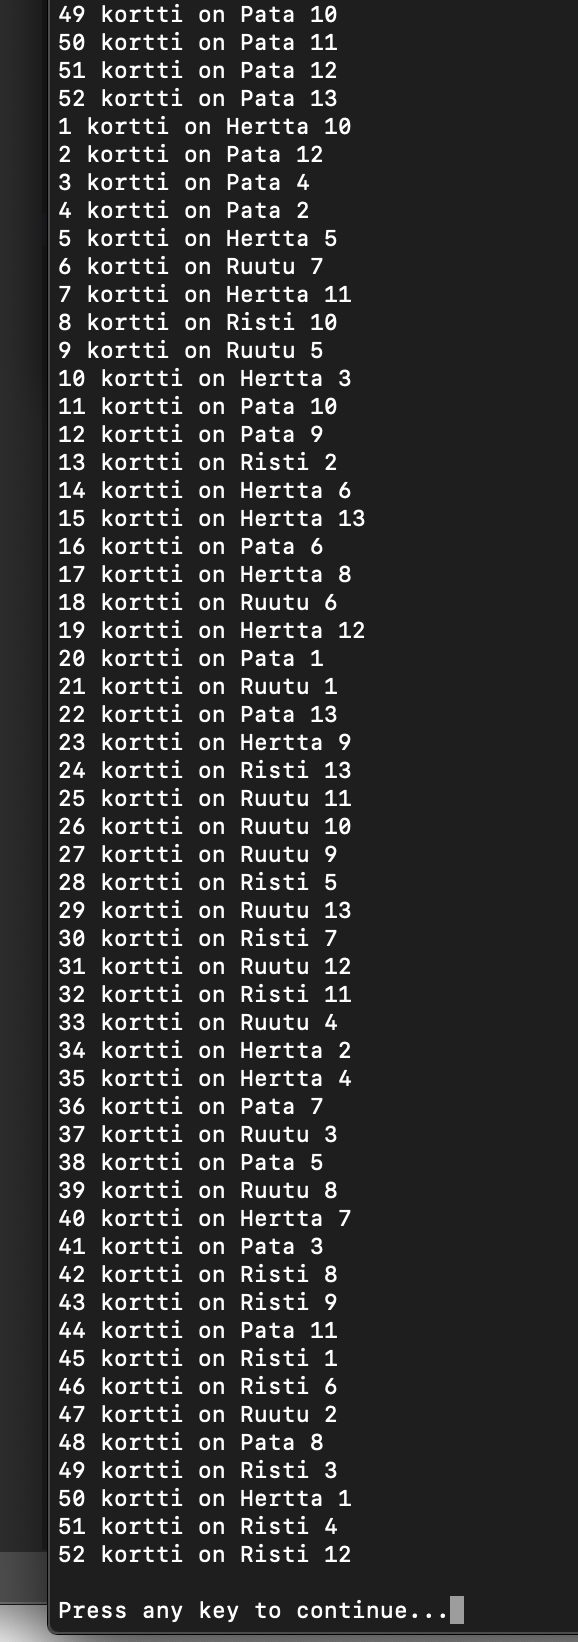 49 kortti on Pata 10
50 kortti on Pata 11
51 kortti on Pata 12
52 kortti on Pata 13
1 kortti on Hertta 10
2 kortti on Pata 12
3 kortti on Pata 4
4 kortti on Pata 2
5 kortti on Hertta 5
6 kortti on Ruutu 7
7 kortti on Hertta 11
8 kortti on Risti 10
9 kortti on Ruutu 5
10 kortti on Hertta 3
11 kortti on Pata 10
12 kortti on Pata 9
13 kortti on Risti 2
14 kortti on Hertta 6
15 kortti on Hertta 13
16 kortti on Pata 6
17 kortti on Hertta 8
18 kortti on Ruutu 6
19 kortti on Hertta 12
20 kortti on Pata 1
21 kortti on Ruutu 1
22 kortti on Pata 13
23 kortti on Hertta 9
24 kortti on Risti 13
25 kortti on Ruutu 11
26 kortti on Ruutu 10
27 kortti on Ruutu 9
28 kortti on Risti 5
29 kortti on Ruutu 13
30 kortti on Risti 7
31 kortti on Ruutu 12
32 kortti on Risti 11
33 kortti on Ruutu 4
34 kortti on Hertta 2
35 kortti on Hertta 4
36 kortti on Pata 7
37 kortti on Ruutu 3
38 kortti on Pata 5
39 kortti on Ruutu 8
40 kortti on Hertta 7
41 kortti on Pata 3
42 kortti on Risti 8
43 kortti on Risti 9
44 kortti on Pata 11
45 kortti on Risti 1
46 kortti on Risti 6
47 kortti on Ruutu 2
48 kortti on Pata 8
49 kortti on Risti 3
50 kortti on Hertta 1
51 kortti on Risti 4
52 kortti on Risti 12
Press any key to continue...